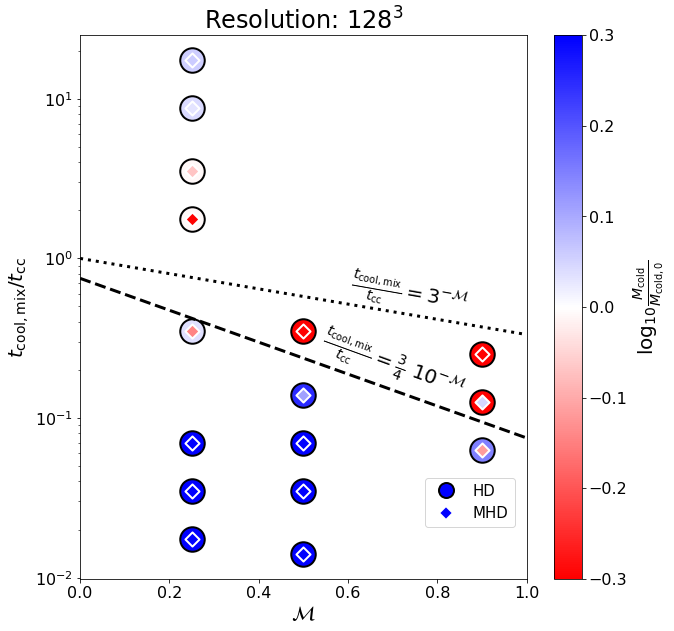 Resolution: 128³
10¹
10⁰
10⁻¹
10⁻²
t_cool, mix/t_cc
0.0 0.2 0.4 0.6 0.8 1.0
ℳ
t_cool, mix / t_cc = 3^−ℳ
t_cool, mix / t_cc = 3/4 10^−ℳ
HD
MHD
0.3
0.2
0.1
0.0
−0.1
−0.2
−0.3
log₁₀ M_cold / M_cold, 0